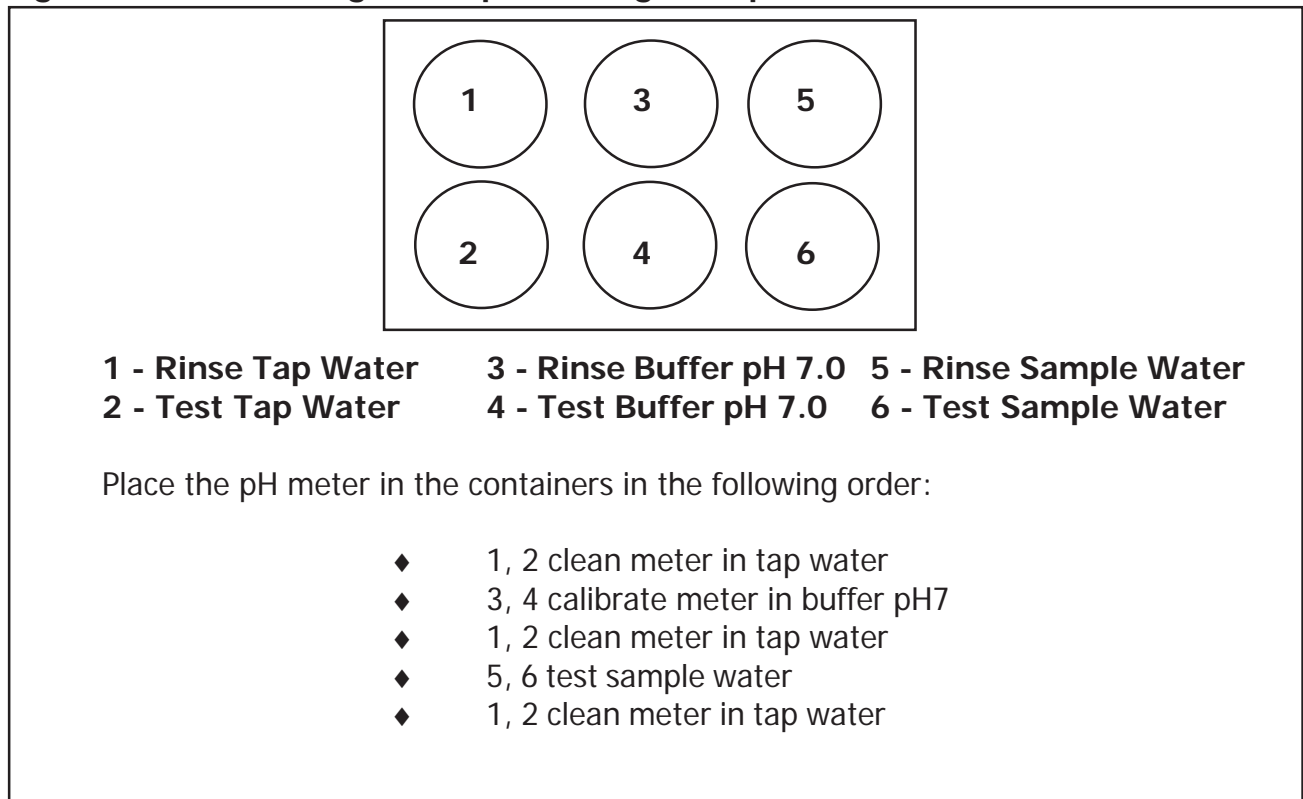 1 3 5
2 4 6
1 - Rinse Tap Water 3 - Rinse Buffer pH 7.0 5 - Rinse Sample Water
2 - Test Tap Water 4 - Test Buffer pH 7.0 6 - Test Sample Water
Place the pH meter in the containers in the following order:
♦ 1, 2 clean meter in tap water
♦ 3, 4 calibrate meter in buffer pH7
♦ 1, 2 clean meter in tap water
♦ 5, 6 test sample water
♦ 1, 2 clean meter in tap water